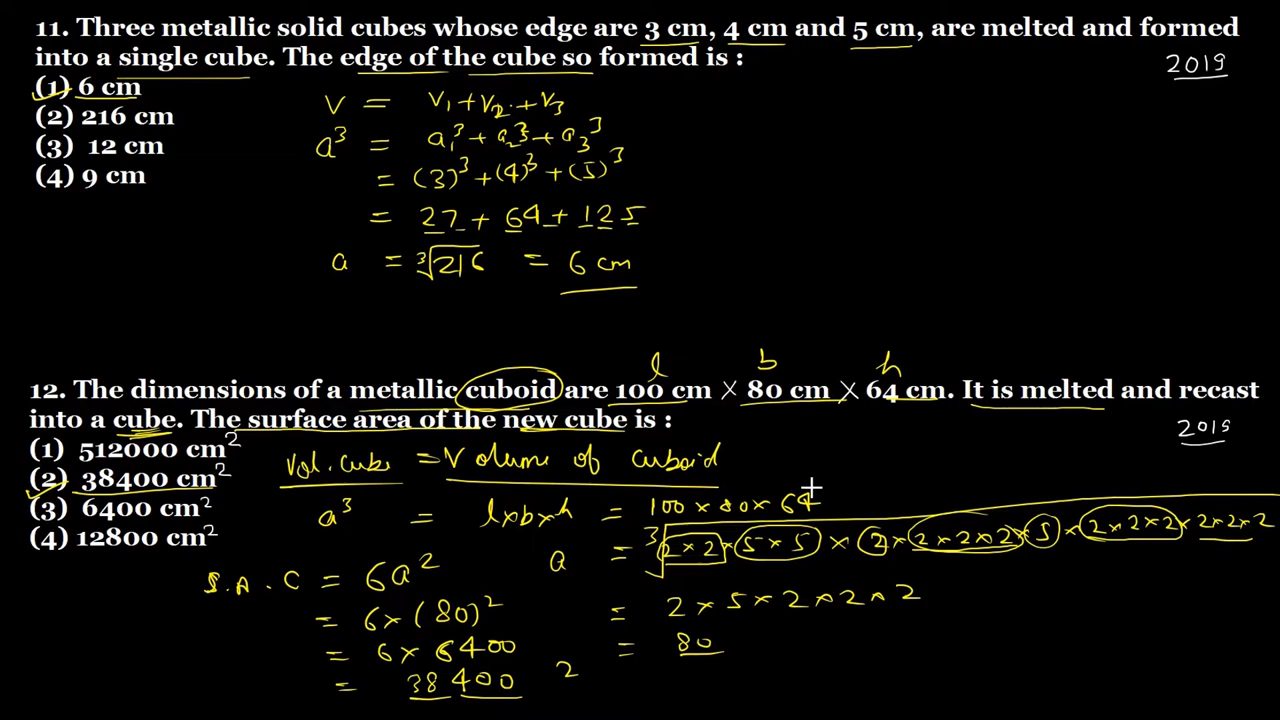 11. Three metallic solid cubes whose edge are 3 cm, 4 cm and 5 cm, are melted and formed
into a single cube. The edge of the cube so formed is :
2019
(1) 6 cm
(2) 216 cm
(3) 12 cm
(4) 9 cm
V = V₁ + V₂ + V₃
a³ = a₁³ + a₂³ + a₃³
= (3)³ + (4)³ + (5)³
= 27 + 64 + 125
a = ∛216 = 6 cm
l b h
12. The dimensions of a metallic cuboid are 100 cm × 80 cm × 64 cm. It is melted and recast
into a cube. The surface area of the new cube is :
2019
(1) 512000 cm²
(2) 38400 cm²
(3) 6400 cm²
(4) 12800 cm²
Vol. cube = Volume of cuboid
a³ = l×b×h = 100 × 80 × 64
a = ∛2×2×5×5×2×2×2×2×5×2×2×2×2×2×2
= 2 × 5 × 2 × 2 × 2
= 80
S.A.C = 6a²
= 6×(80)²
= 6× 6400
= 38400 2